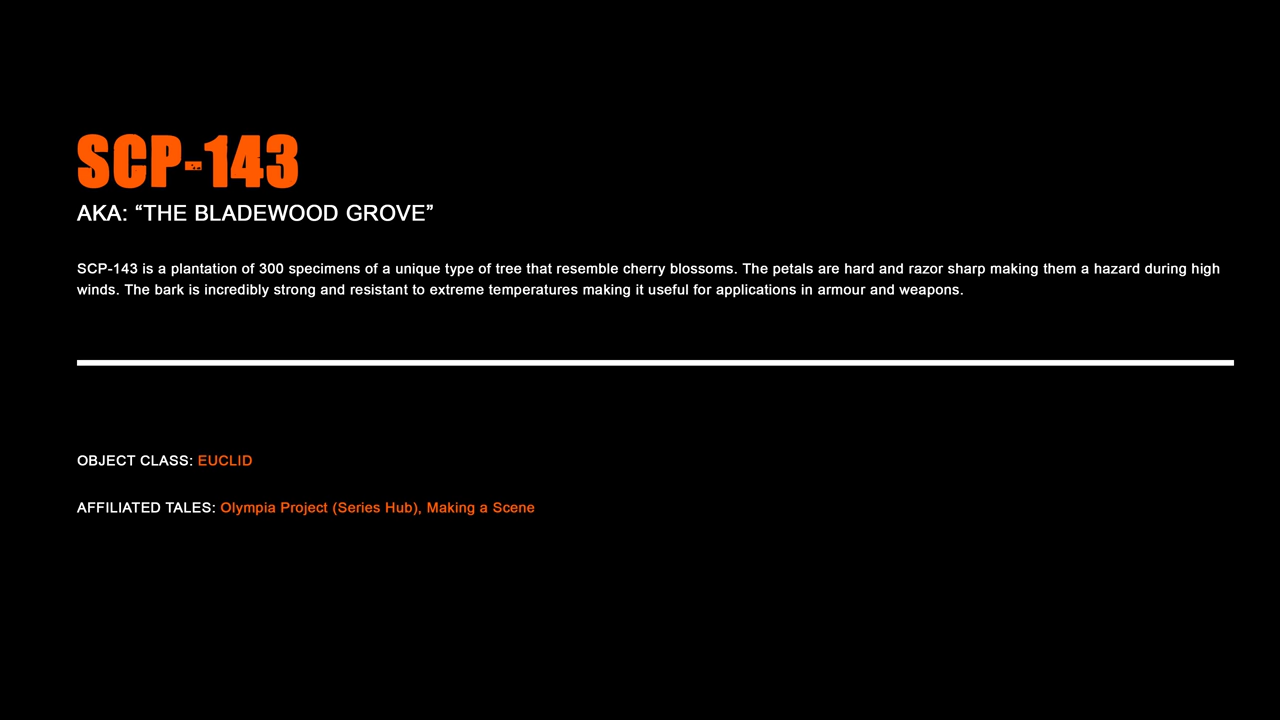 SCP-143
AKA: “THE BLADEWOOD GROVE”
SCP-143 is a plantation of 300 specimens of a unique type of tree that resemble cherry blossoms. The petals are hard and razor sharp making them a hazard during high
winds. The bark is incredibly strong and resistant to extreme temperatures making it useful for applications in armour and weapons.
OBJECT CLASS: EUCLID
AFFILIATED TALES: Olympia Project (Series Hub), Making a Scene